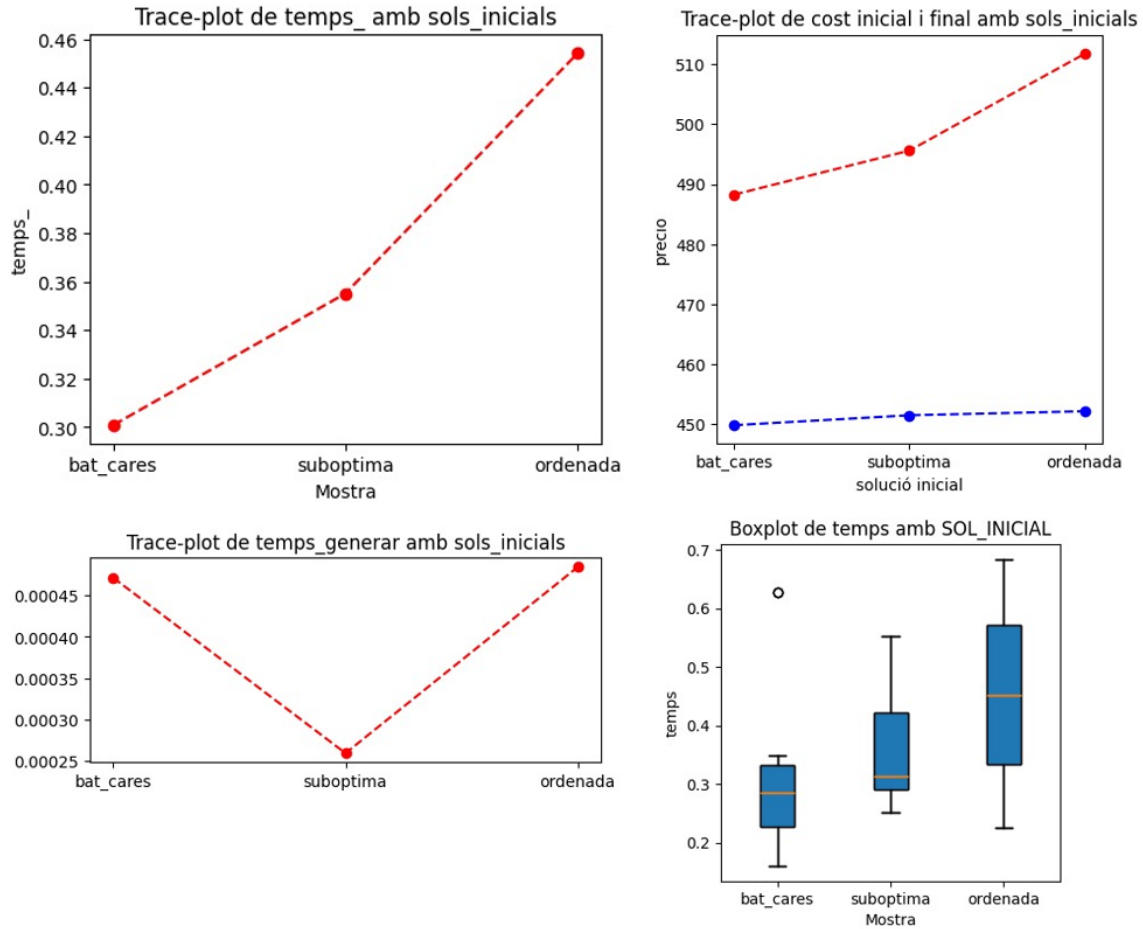 Trace-plot de temps_ amb sols_inicials
0.46
0.44
0.42
0.40
0.38
0.36
0.34
0.32
0.30
temps_
bat_cares suboptima ordenada
Mostra
Trace-plot de cost inicial i final amb sols_inicials
510
500
490
480
470
460
450
precio
bat_cares suboptima ordenada
solució inicial
Trace-plot de temps_generar amb sols_inicials
0.00045
0.00040
0.00035
0.00030
0.00025
bat_cares suboptima ordenada
Boxplot de temps amb SOL_INICIAL
0.7
0.6
0.5
0.4
0.3
0.2
temps
bat_cares suboptima ordenada
Mostra